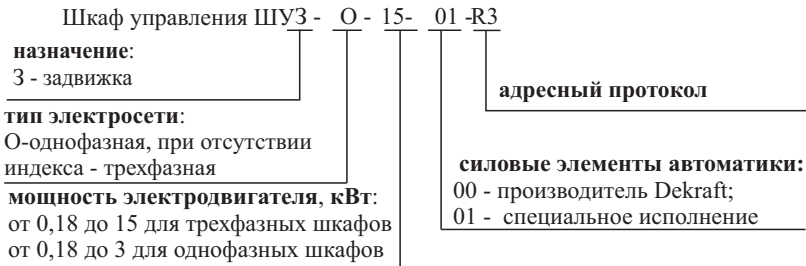 Шкаф управления ШУЗ - О - 15- 01 -R3
назначение:
З - задвижка
адресный протокол
тип электросети:
О-однофазная, при отсутствии
индекса - трехфазная
силовые элементы автоматики:
00 - производитель Dekraft;
01 - специальное исполнение
мощность электродвигателя, кВт:
от 0,18 до 15 для трехфазных шкафов
от 0,18 до 3 для однофазных шкафов